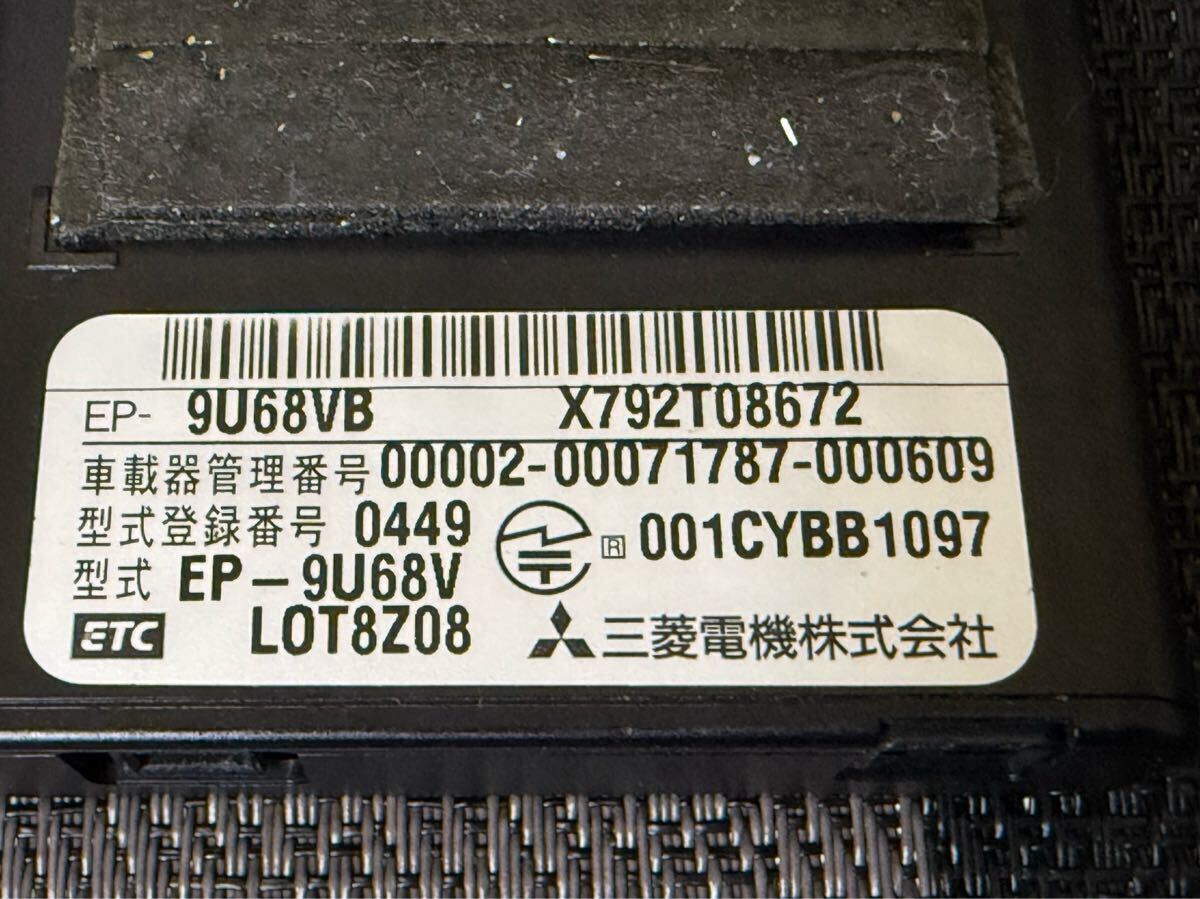 EP- 9U68VB X792T08672
車載器管理番号 00002-00071787-000609
型式登録番号 0449 R 001CYBB1097
型式 EP-9U68V
ETC LOT8Z08 三菱電機株式会社